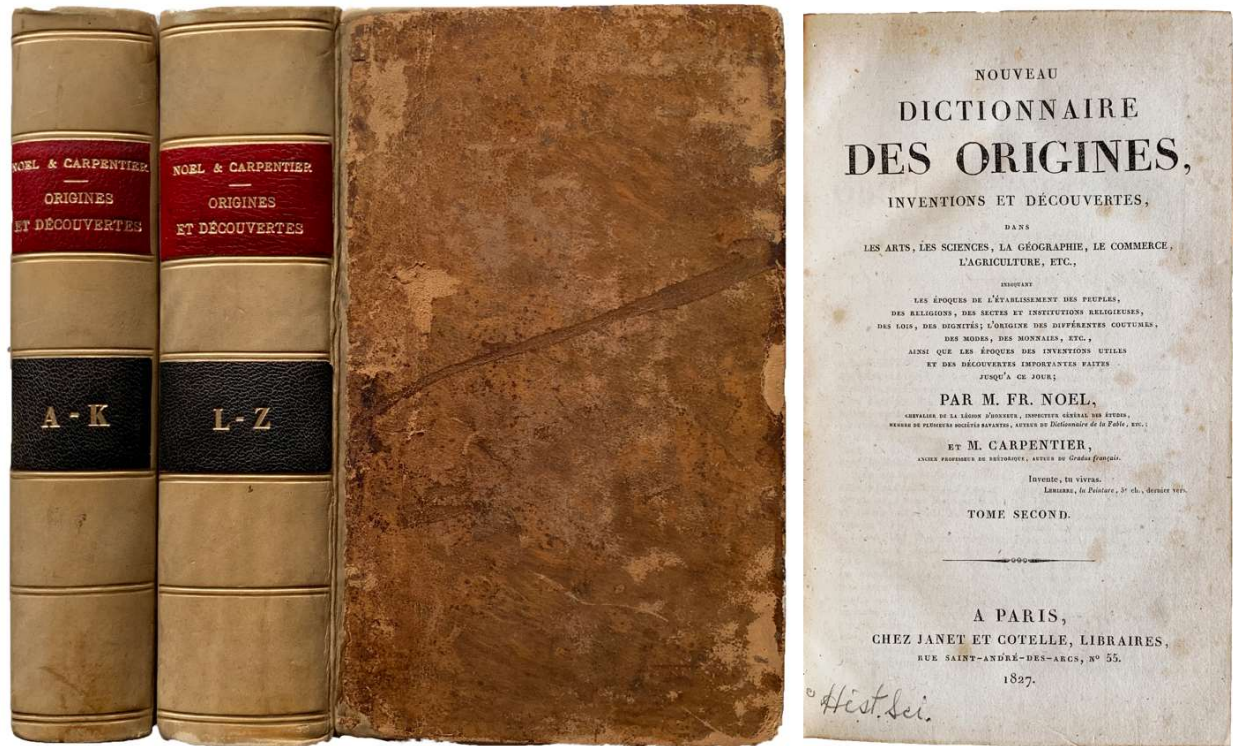 NOEL & CARPENTIER
ORIGINES
ET DÉCOUVERTES
A-K
NOEL & CARPENTIER
ORIGINES
ET DÉCOUVERTES
L-Z
NOUVEAU
DICTIONNAIRE
DES ORIGINES,
INVENTIONS ET DÉCOUVERTES,
DANS
LES ARTS, LES SCIENCES, LA GÉOGRAPHIE, LE COMMERCE,
L'AGRICULTURE, ETC.,
INDIQUANT
LES ÉPOQUES DE L'ÉTABLISSEMENT DES PEUPLES,
DES RELIGIONS, DES SECTES ET INSTITUTIONS RELIGIEUSES,
DES LOIS, DES DIGNITÉS; L'ORIGINE DES DIFFÉRENTES COUTUMES,
DES MODES, DES MONNAIES, ETC.,
AINSI QUE LES ÉPOQUES DES INVENTIONS UTILES
ET DES DÉCOUVERTES IMPORTANTES FAITES
JUSQU'A CE JOUR;
PAR M. FR. NOEL,
CHEVALIER DE LA LÉGION D'HONNEUR, INSPECTEUR GÉNÉRAL DES ÉTUDES,
MEMBRE DE PLUSIEURS SOCIÉTÉS SAVANTES, AUTEUR DU Dictionnaire de la Fable, ETC.;
ET M. CARPENTIER,
ANCIEN PROFESSEUR DE RHÉTORIQUE, AUTEUR DU Gradus français.
Invente, tu vivras.
LEMIERRE, la Peinture, 3e ch., dernier vers.
TOME SECOND.
A PARIS,
CHEZ JANET ET COTELLE, LIBRAIRES,
RUE SAINT-ANDRÉ-DES-ARCS, Nº 55.
1827.
Hist. Sci.